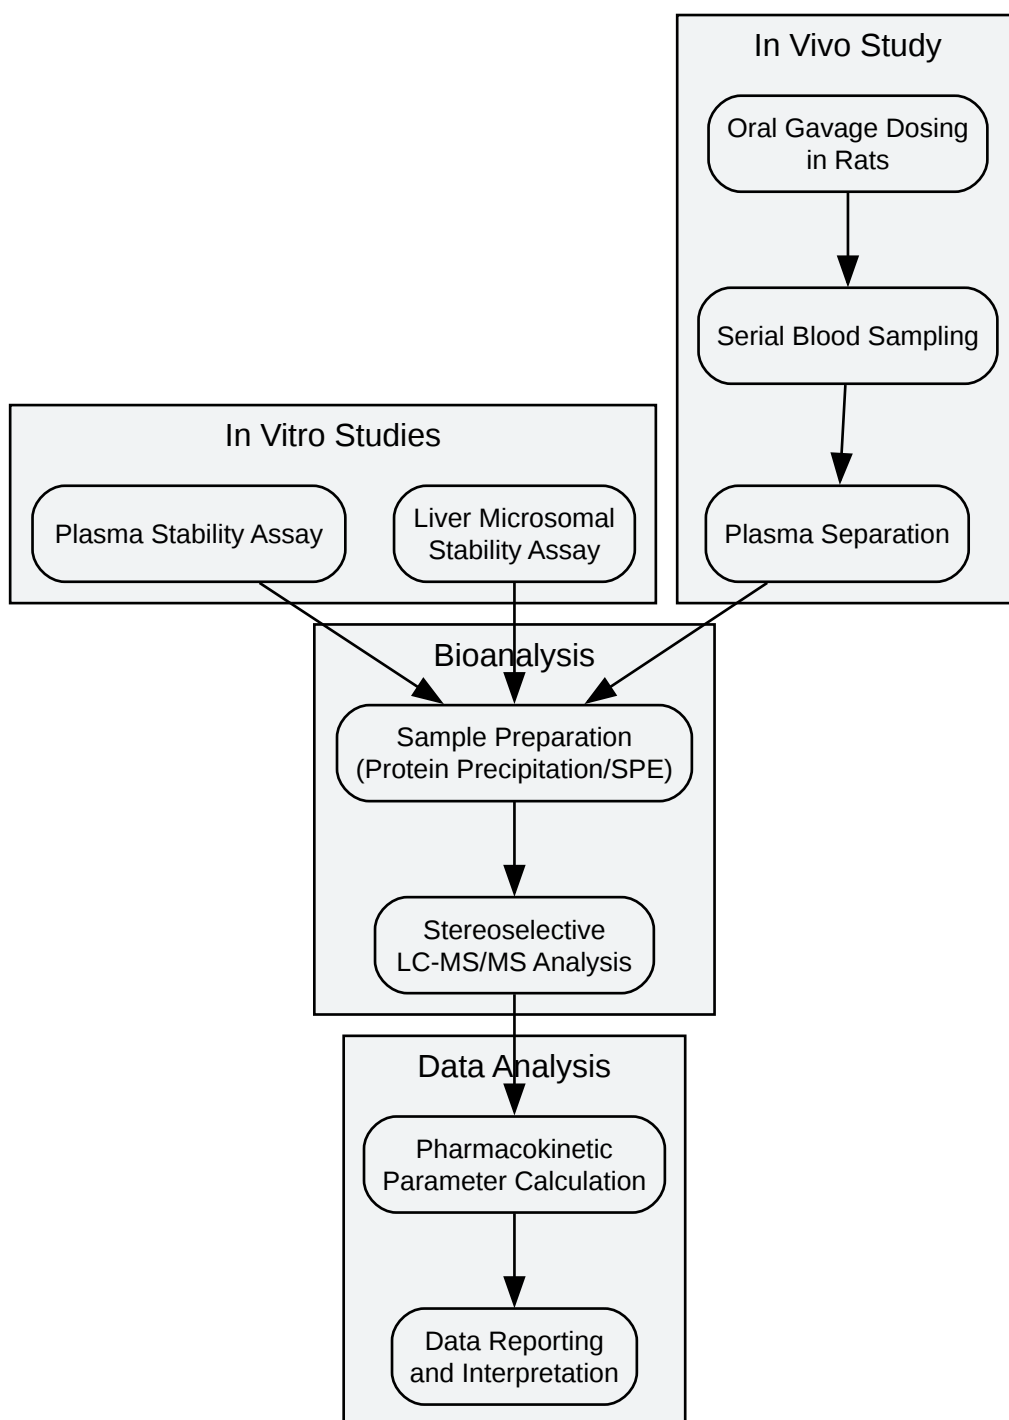 In Vivo Study
Oral Gavage Dosing
in Rats
Serial Blood Sampling
Plasma Separation
In Vitro Studies
Plasma Stability Assay
Liver Microsomal
Stability Assay
Bioanalysis
Sample Preparation
(Protein Precipitation/SPE)
Stereoselective
LC-MS/MS Analysis
Data Analysis
Pharmacokinetic
Parameter Calculation
Data Reporting
and Interpretation